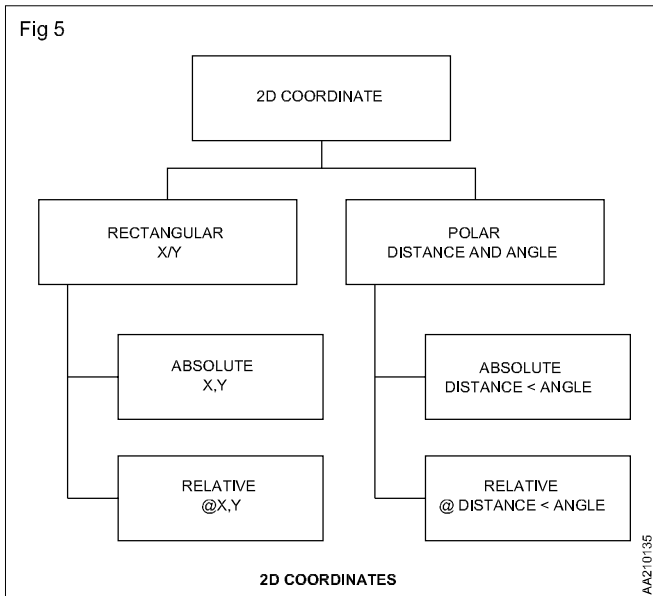 Fig 5
2D COORDINATE
RECTANGULAR
X/Y
POLAR
DISTANCE AND ANGLE
ABSOLUTE
X,Y
ABSOLUTE
DISTANCE < ANGLE
RELATIVE
@X,Y
RELATIVE
@ DISTANCE < ANGLE
2D COORDINATES
AA210135